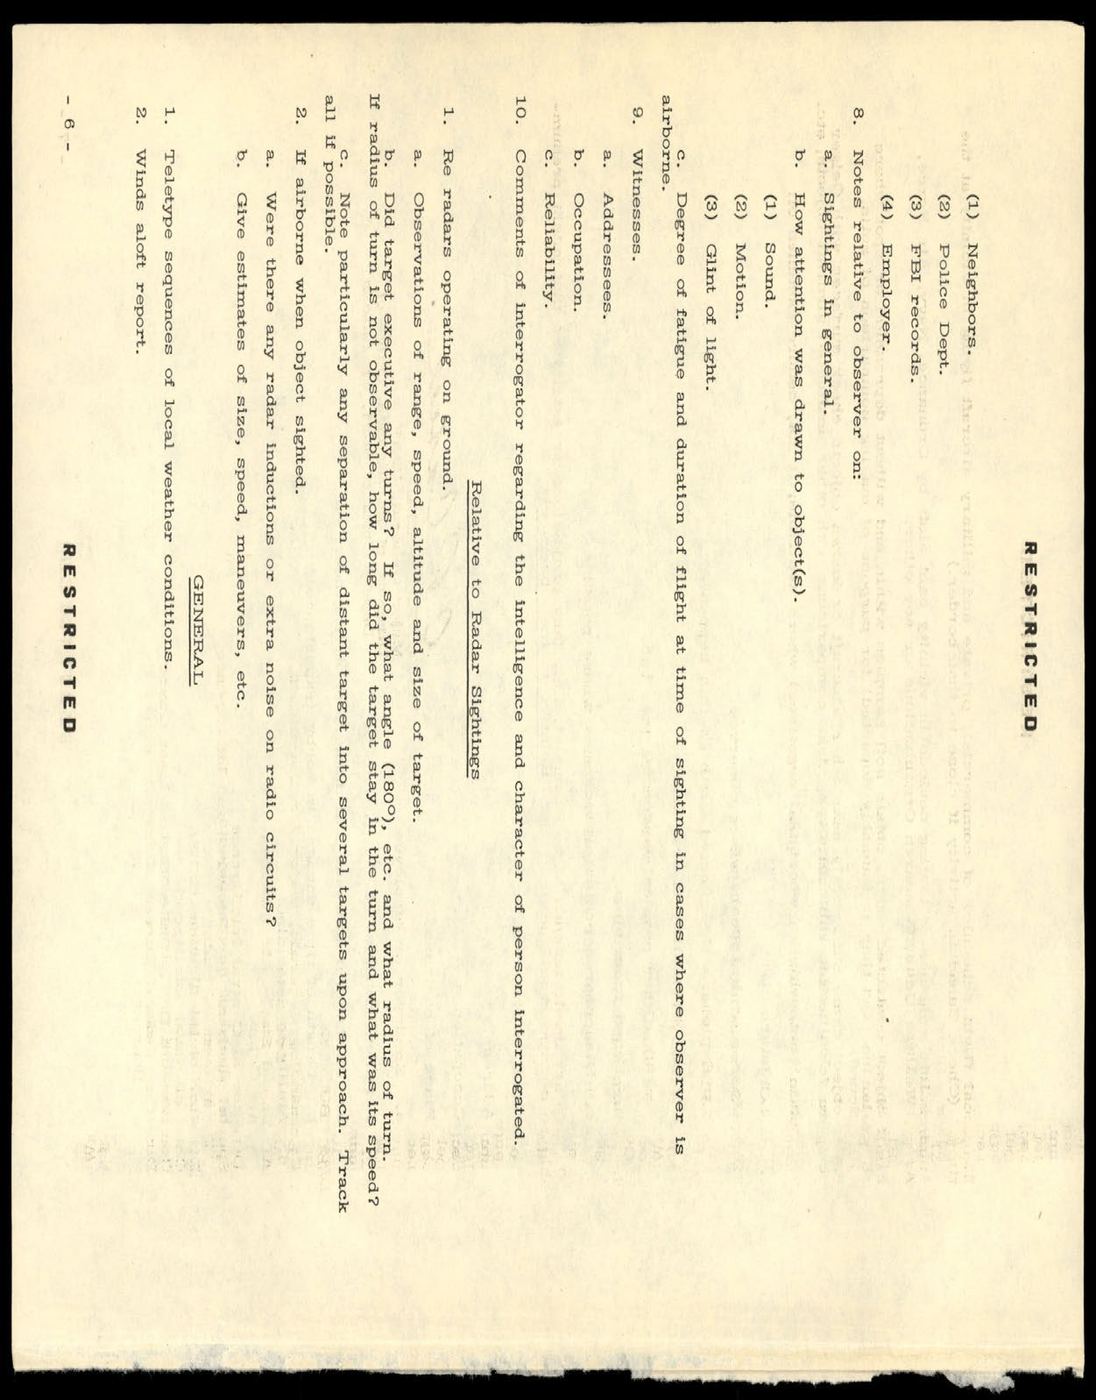 RESTRICTED
(1) Neighbors.
(2) Police Dept.
(3) FBI records.
(4) Employer.
8. Notes relative to observer on:
a. Sightings in general.
b. How attention was drawn to object(s).
(1) Sound.
(2) Motion.
(3) Glint of light.
c. Degree of fatigue and duration of flight at time of sighting in cases where observer is
airborne.
9. Witnesses.
a. Addressees.
b. Occupation.
c. Reliability.
10. Comments of interrogator regarding the intelligence and character of person interrogated.
Relative to Radar Sightings
1. Re radars operating on ground.
a. Observations of range, speed, altitude and size of target.
b. Did target executive any turns? If so, what angle (180°), etc. and what radius of turn.
If radius of turn is not observable, how long did the target stay in the turn and what was its speed?
c. Note particularly any separation of distant target into several targets upon approach. Track
all if possible.
2. If airborne when object sighted.
a. Were there any radar inductions or extra noise on radio circuits?
b. Give estimates of size, speed, maneuvers, etc.
GENERAL
1. Teletype sequences of local weather conditions.
2. Winds aloft report.
- 6 -
RESTRICTED